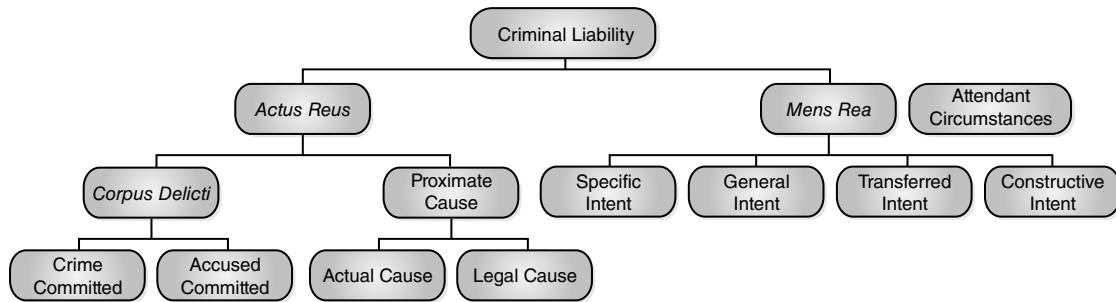 Criminal Liability
Actus Reus
Mens Rea
Attendant
Circumstances
Corpus Delicti
Proximate
Cause
Specific
Intent
General
Intent
Transferred
Intent
Constructive
Intent
Crime
Committed
Accused
Committed
Actual Cause
Legal Cause